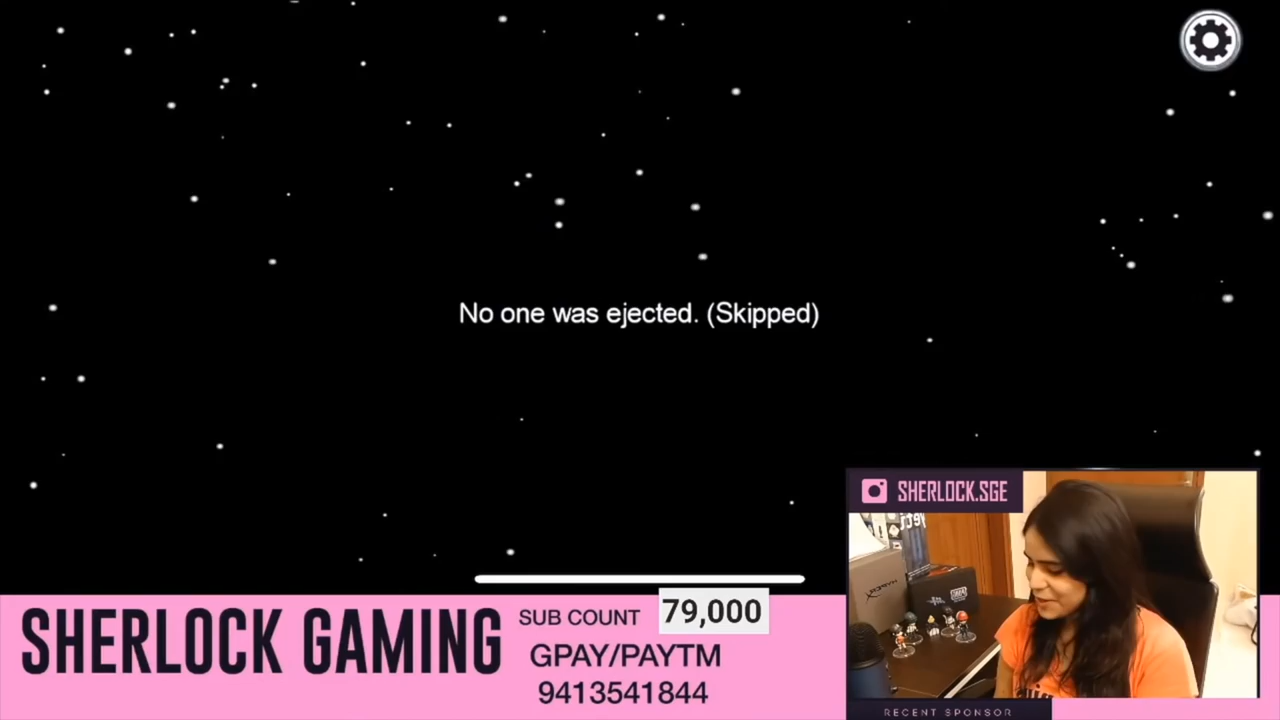 No one was ejected. (Skipped)
SHERLOCK.SGE
SHERLOCK GAMING
SUB COUNT 79,000
GPAY/PAYTM
9413541844
RECENT SPONSOR